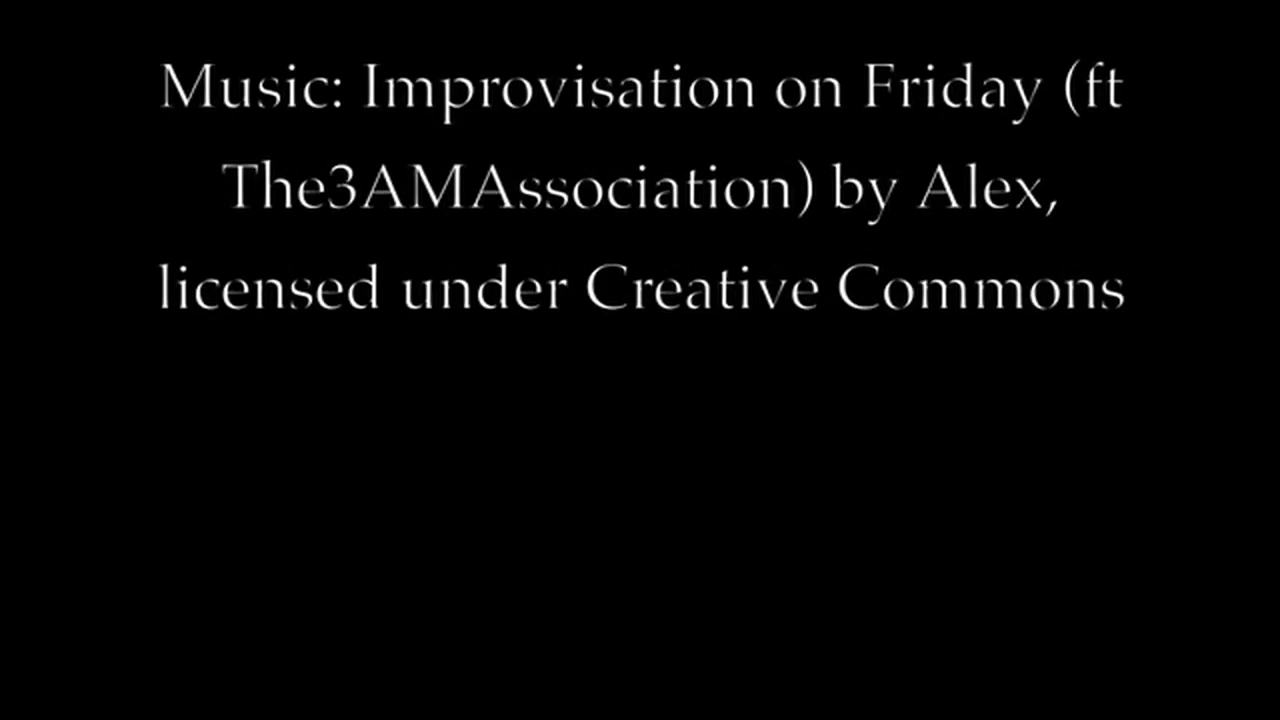 Music: Improvisation on Friday (ft
The3AMAssociation) by Alex,
licensed under Creative Commons